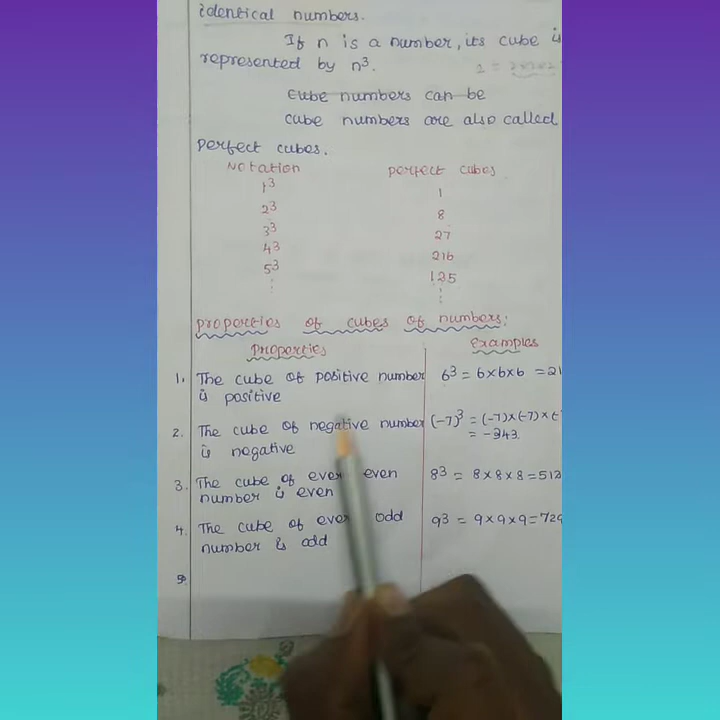 identical numbers.
If n is a number, its cube is
represented by n³.
Cube numbers can be
cube numbers are also called
perfect cubes.
Notation perfect cubes
1³ 1
2³ 8
3³ 27
4³ 216
5³ 125
⋮ ⋮
properties of cubes of numbers:
Properties Examples
1. The cube of positive number 6³ = 6×6×6 = 21
is positive
2. The cube of negative number (-7)³ = (-7)×(-7)×(-
is negative = -343.
3. The cube of ever even 8³ = 8×8×8=512
number is even
4. The cube of ever odd 9³ = 9×9×9=729
number is odd
5.